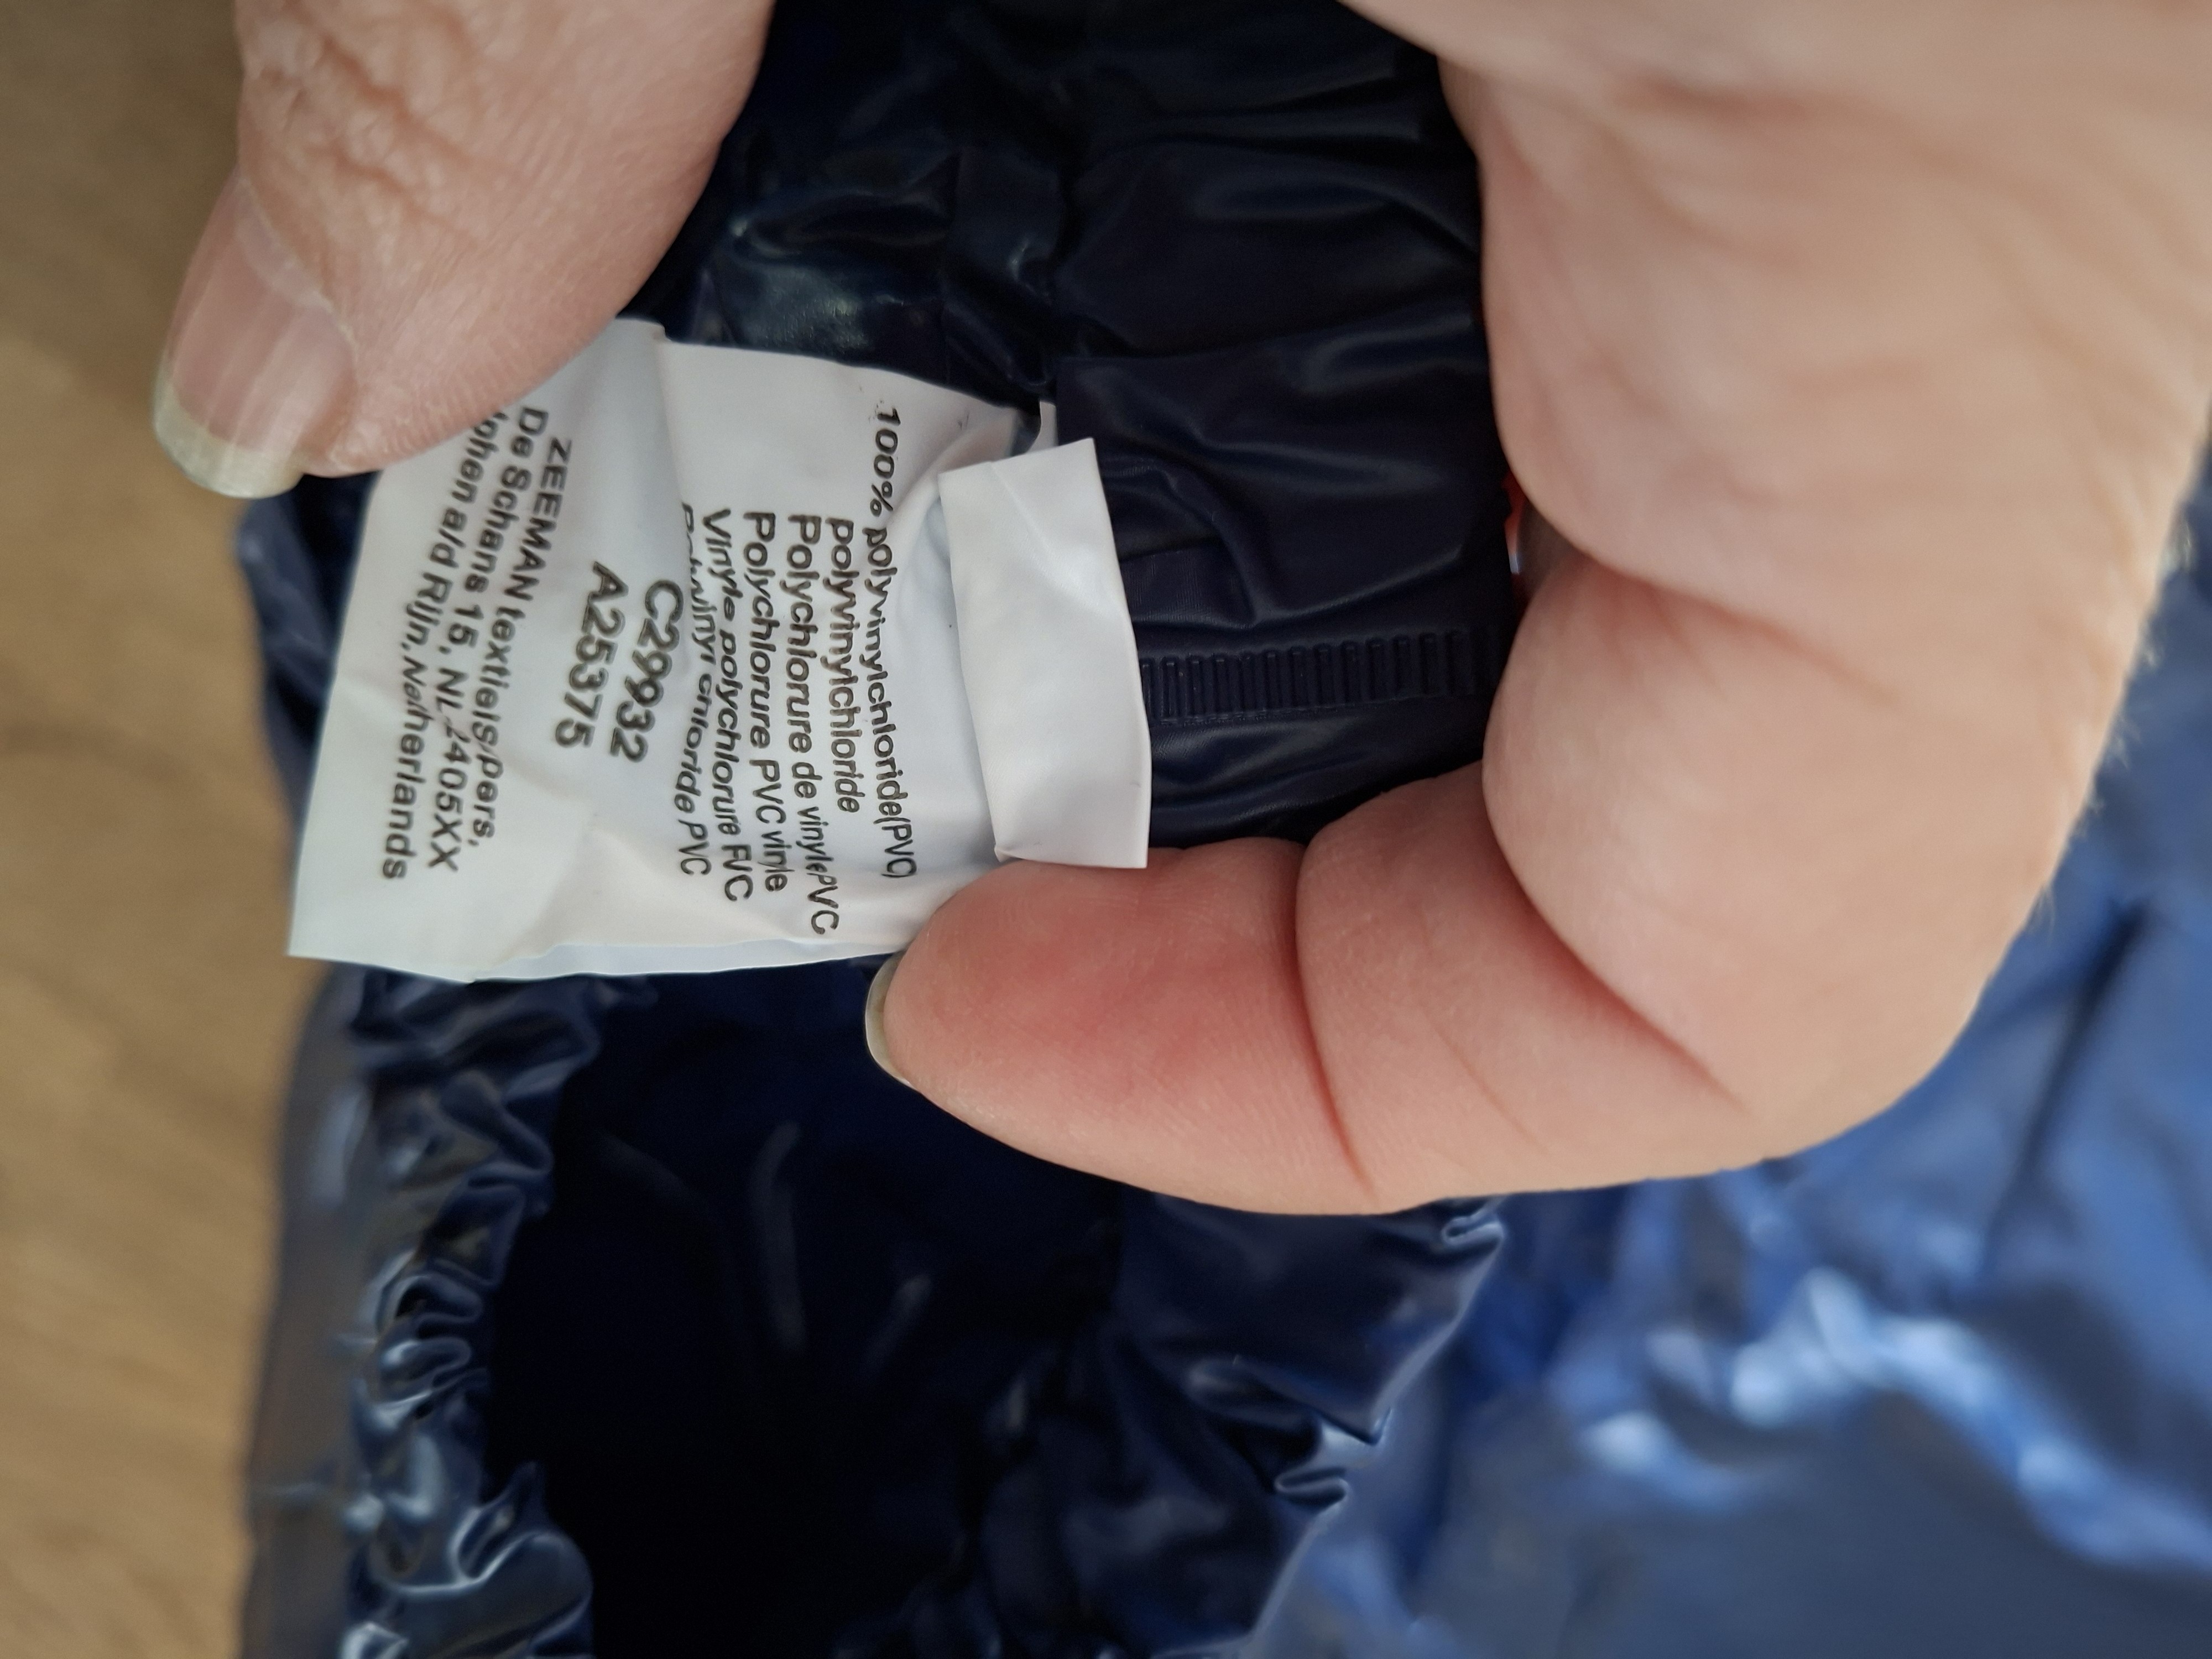 100% polyvinylchloride(PVC)
polyvinylchloride
Polychlorure de vinyle PVC
Polychlorure PVC vinyle
Vinyle polychlorure PVC
Polyvinyl chloride PVC
C29932
A25375
ZEEMAN textielsupers,
De Schans 15, NL 2405XX
a/d Rijn, Netherlands